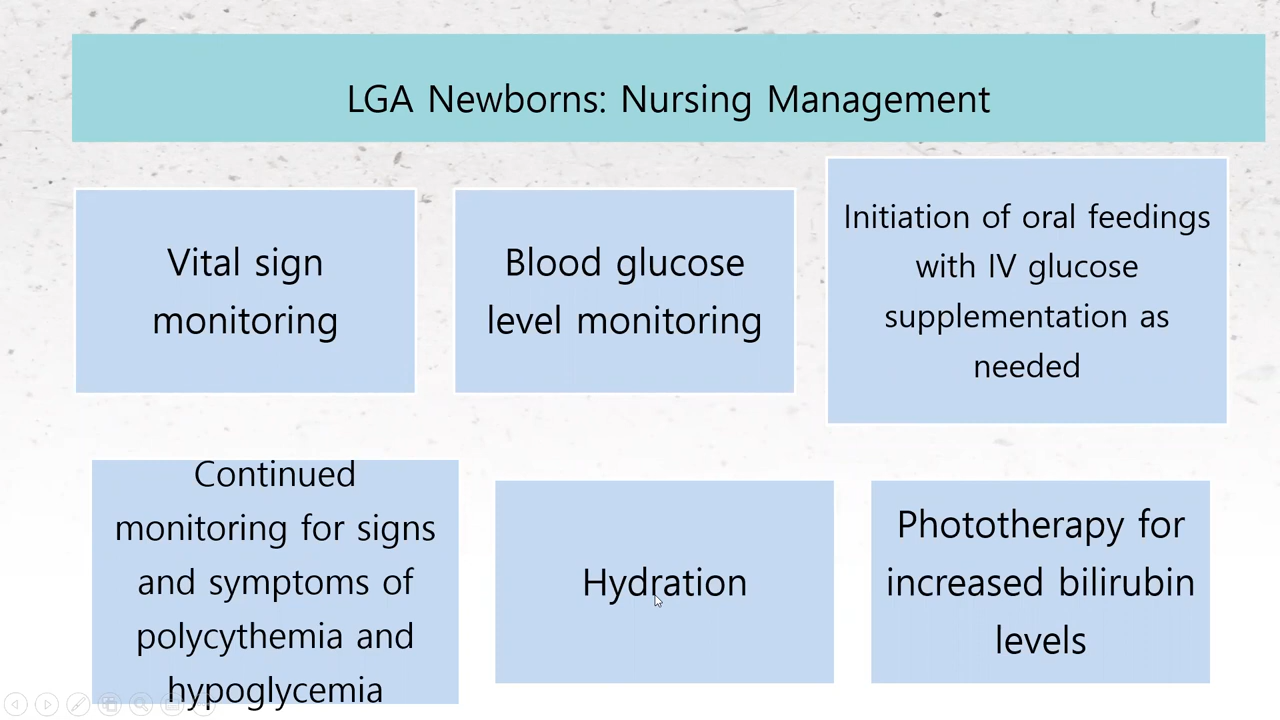 LGA Newborns: Nursing Management
Vital sign
monitoring
Blood glucose
level monitoring
Initiation of oral feedings
with IV glucose
supplementation as
needed
Continued
monitoring for signs
and symptoms of
polycythemia and
hypoglycemia
Hydration
Phototherapy for
increased bilirubin
levels